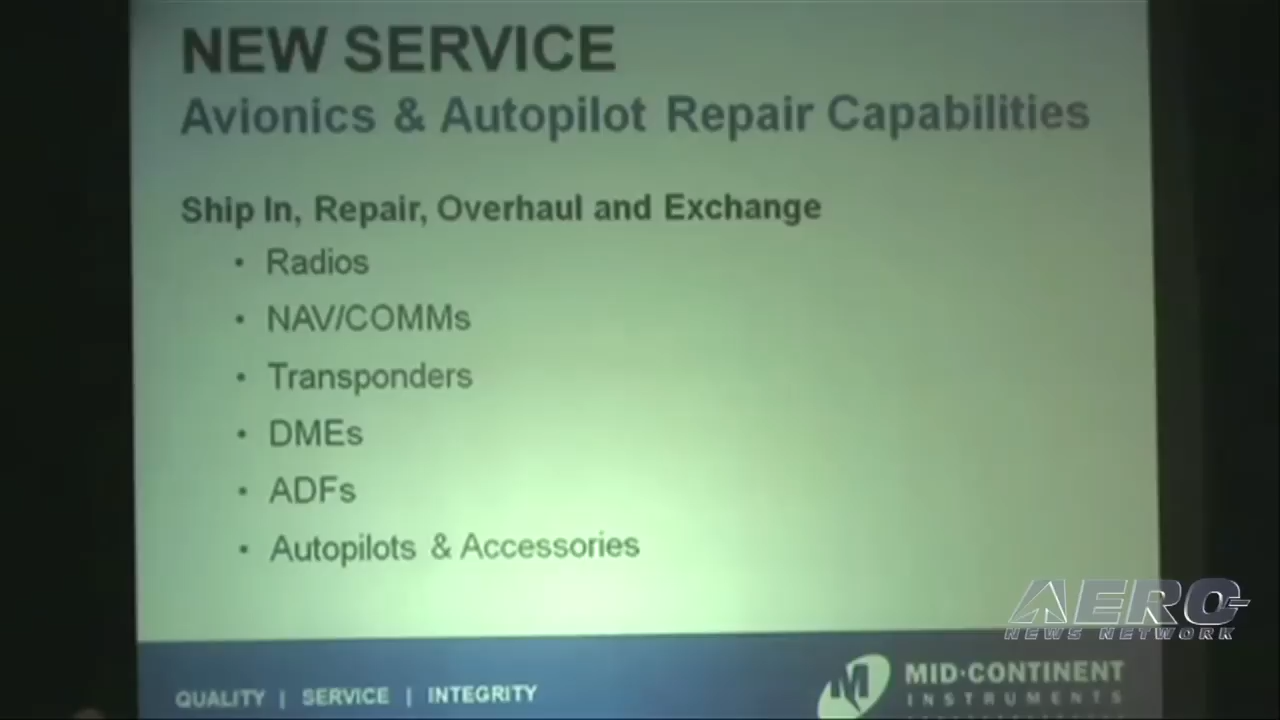 NEW SERVICE
Avionics & Autopilot Repair Capabilities
Ship In, Repair, Overhaul and Exchange
• Radios
• NAV/COMMs
• Transponders
• DMEs
• ADFs
• Autopilots & Accessories
AERO-
NEWS NETWORK
QUALITY | SERVICE | INTEGRITY
MID·CONTINENT
INSTRUMENTS